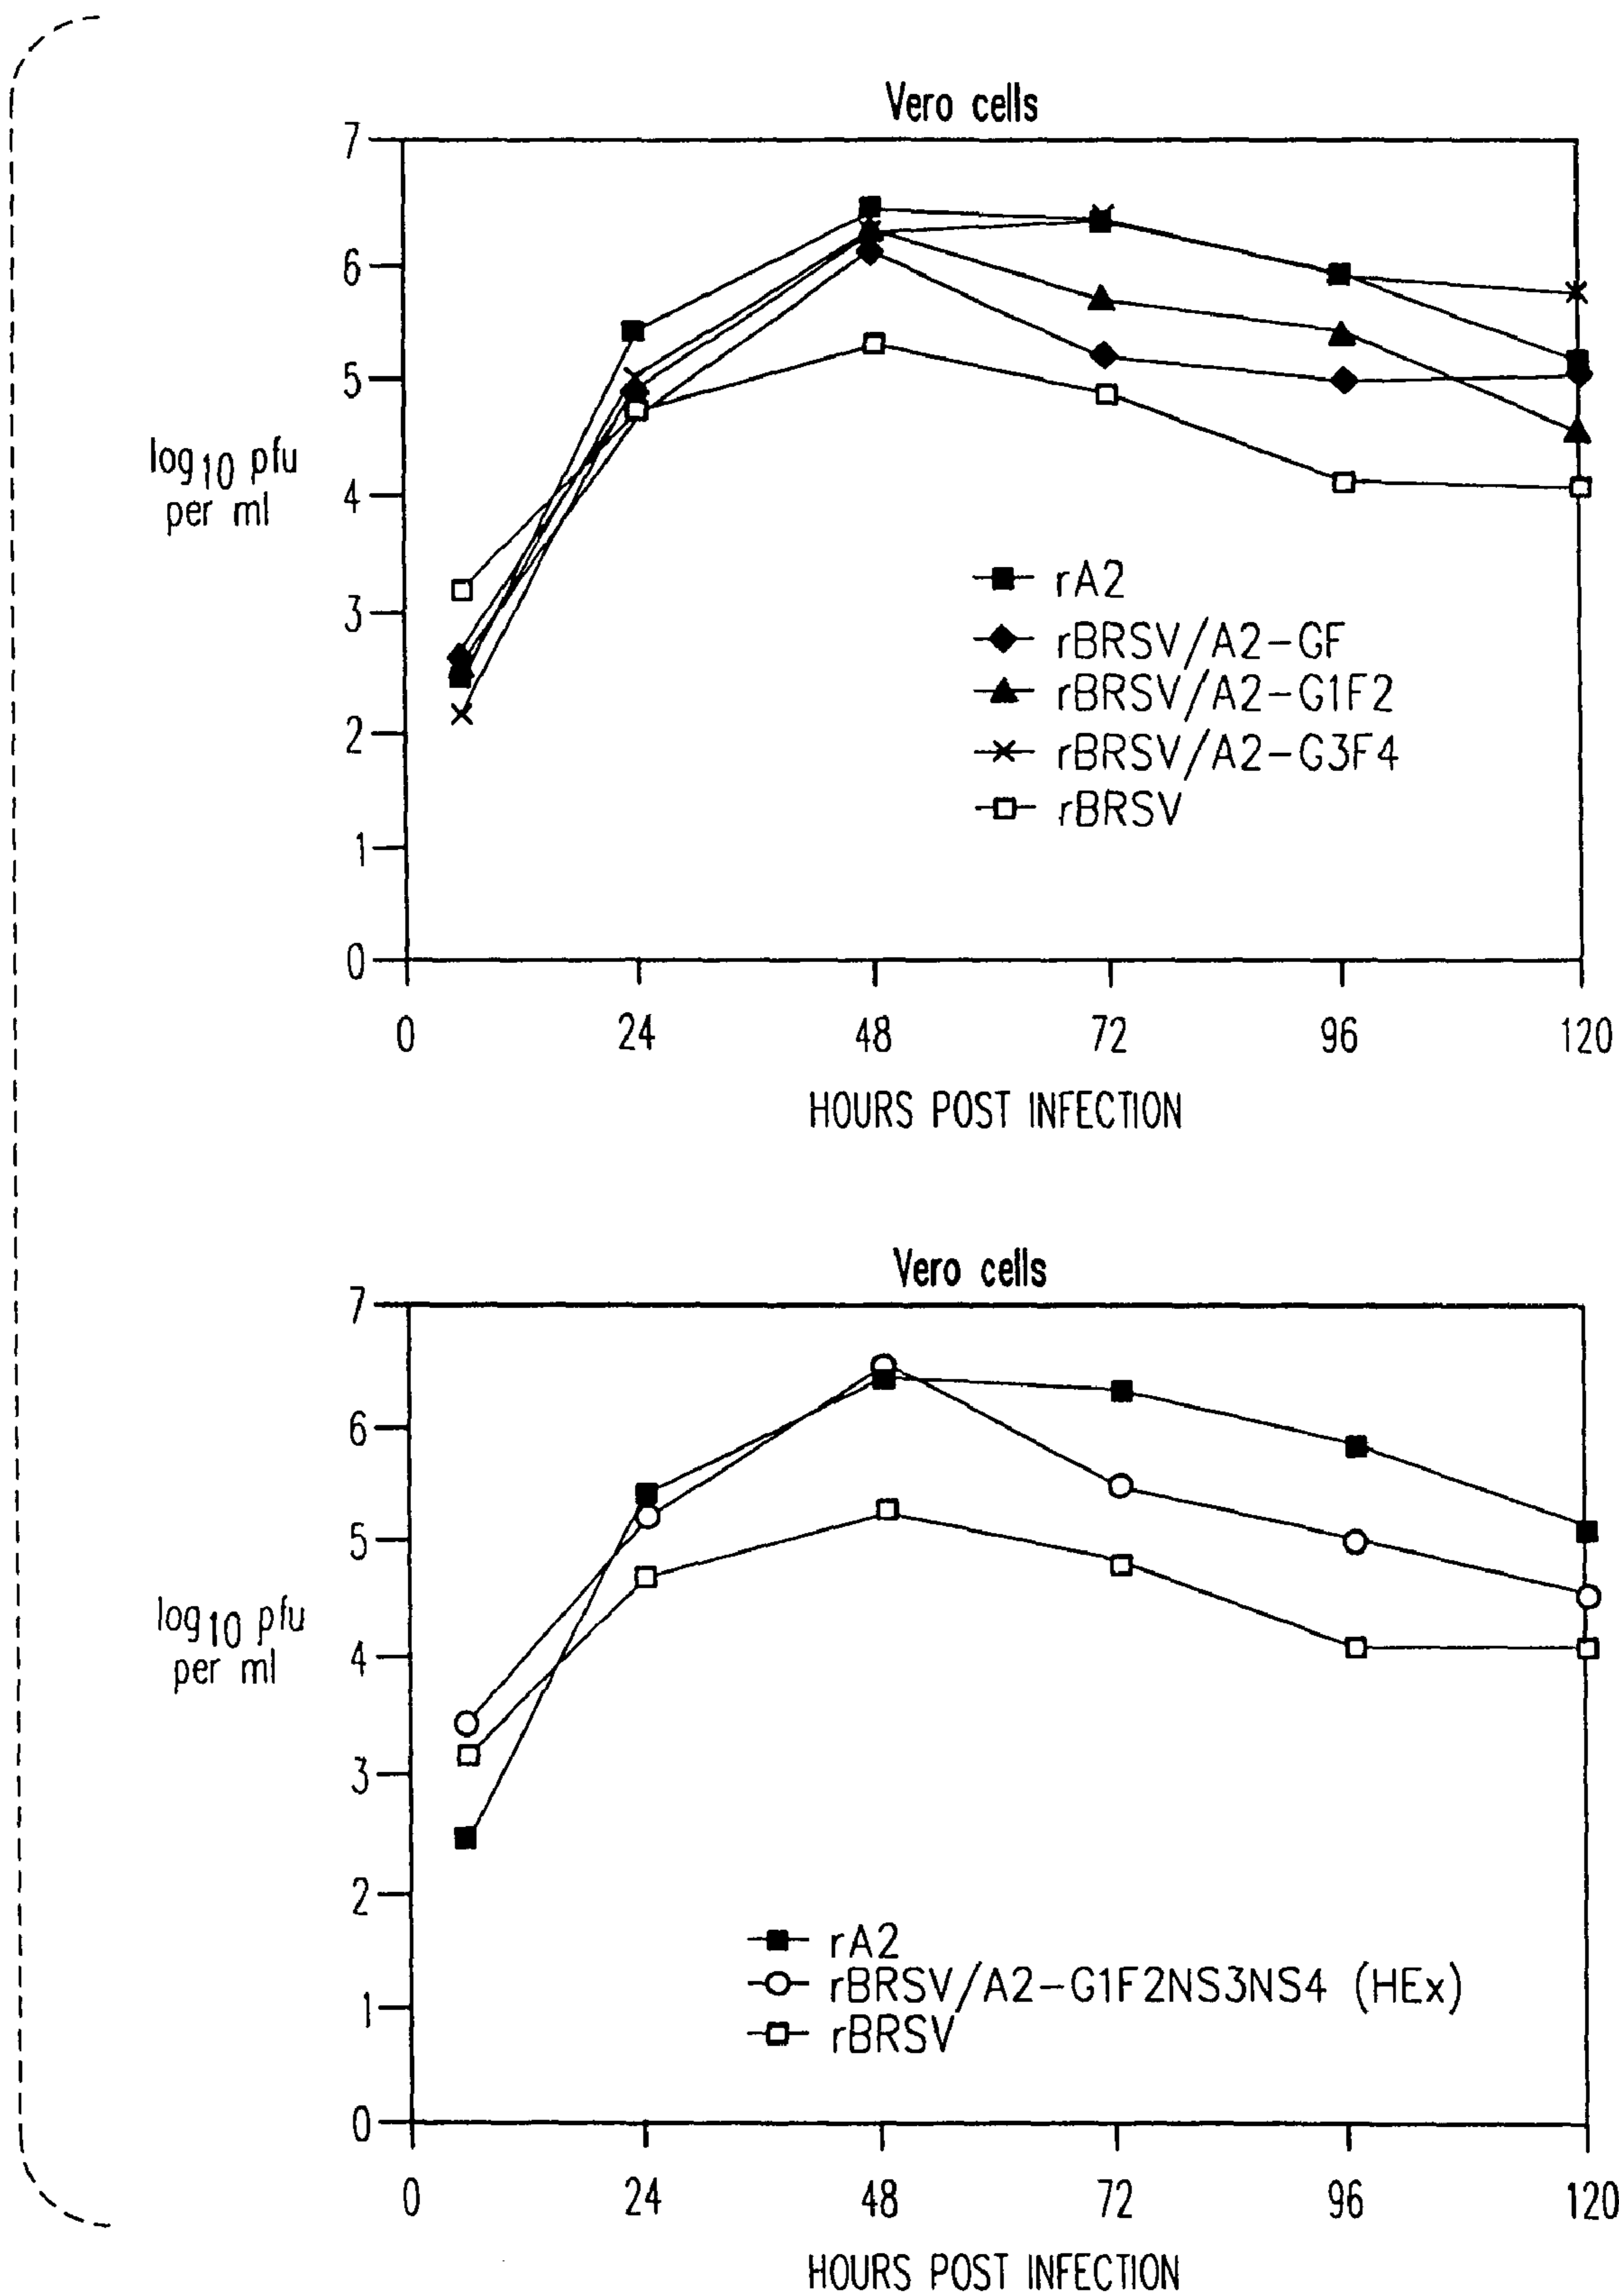 Vero cells
7
6
5
4
3
2
1
0
log10 pfu
per ml
rA2
rBRSV/A2-GF
rBRSV/A2-G1F2
rBRSV/A2-G3F4
rBRSV
0 24 48 72 96 120
HOURS POST INFECTION
Vero cells
7
6
5
4
3
2
1
0
log10 pfu
per ml
rA2
rBRSV/A2-G1F2NS3NS4 (HEx)
rBRSV
0 24 48 72 96 120
HOURS POST INFECTION